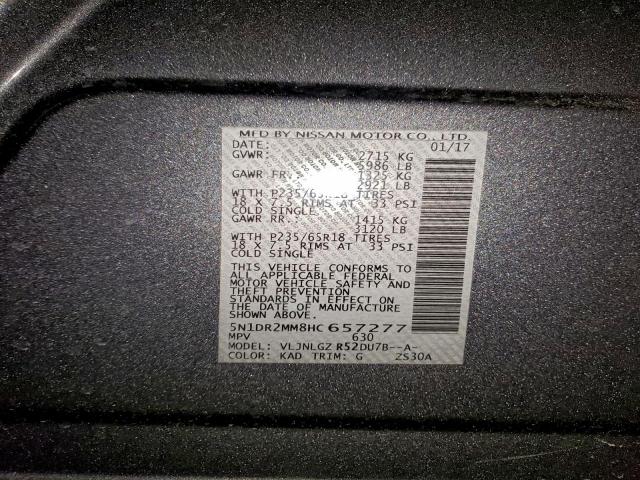 MFD BY NISSAN MOTOR CO., LTD.
DATE: 01/17
GVWR: 2715 KG
5986 LB
GAWR FR. 1325 KG
2921 LB
WITH P235/65R18 TIRES
18 X 7.5 RIMS AT 33 PSI
COLD SINGLE
GAWR RR.: 1415 KG
3120 LB
WITH P235/65R18 TIRES
18 X 7.5 RIMS AT 33 PSI
COLD SINGLE
THIS VEHICLE CONFORMS TO
ALL APPLICABLE FEDERAL
MOTOR VEHICLE SAFETY AND
THEFT PREVENTION
STANDARDS IN EFFECT ON
THE DATE OF MANUFACTURE
SHOWN ABOVE.
5N1DR2MM8HC657277
MPV 630
MODEL: VLJNLGZ R52DU7B--A-
COLOR: KAD TRIM: G ZS30A